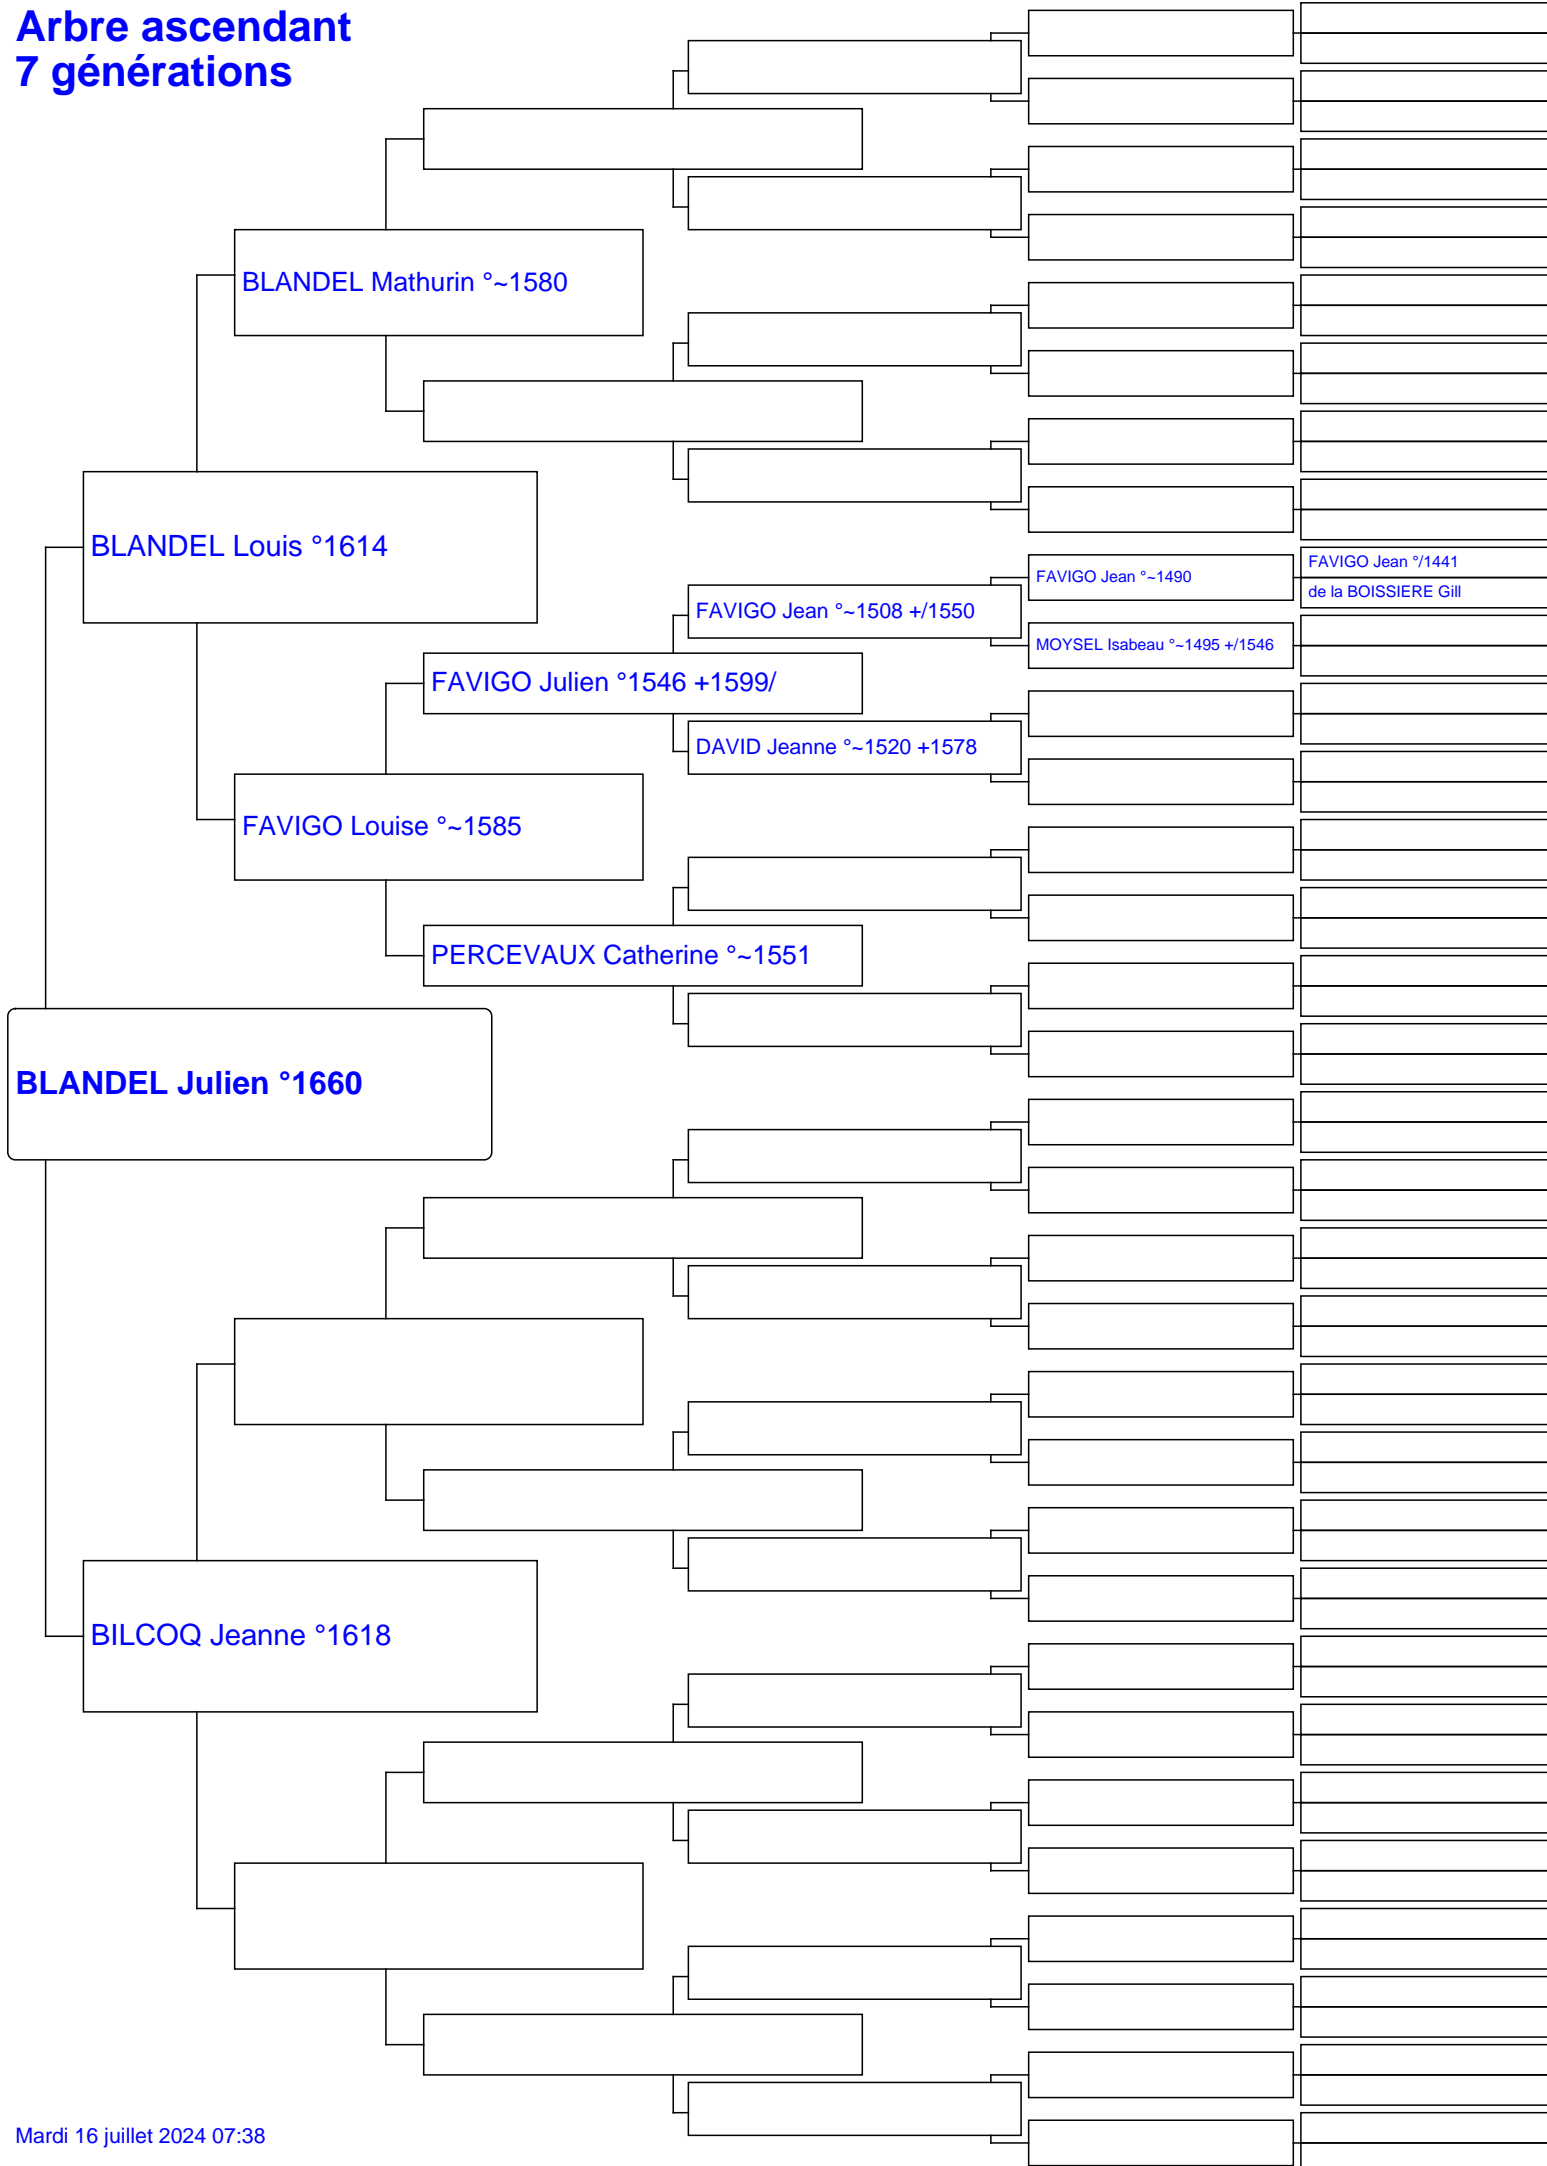 Arbre ascendant
7 générations
BLANDEL Mathurin °~1580
BLANDEL Louis °1614
FAVIGO Jean °/1441
FAVIGO Jean °~1490
de la BOISSIERE Gill
FAVIGO Jean °~1508 +/1550
MOYSEL Isabeau °~1495 +/1546
FAVIGO Julien °1546 +1599/
DAVID Jeanne °~1520 +1578
FAVIGO Louise °~1585
PERCEVAUX Catherine °~1551
BLANDEL Julien °1660
BILCOQ Jeanne °1618
Mardi 16 juillet 2024 07:38